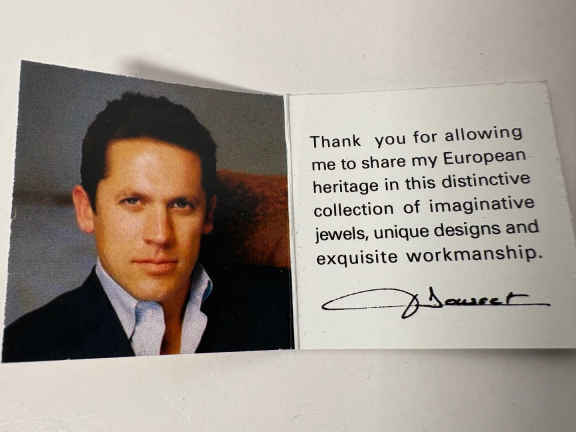 Thank you for allowing
me to share my European
heritage in this distinctive
collection of imaginative
jewels, unique designs and
exquisite workmanship.